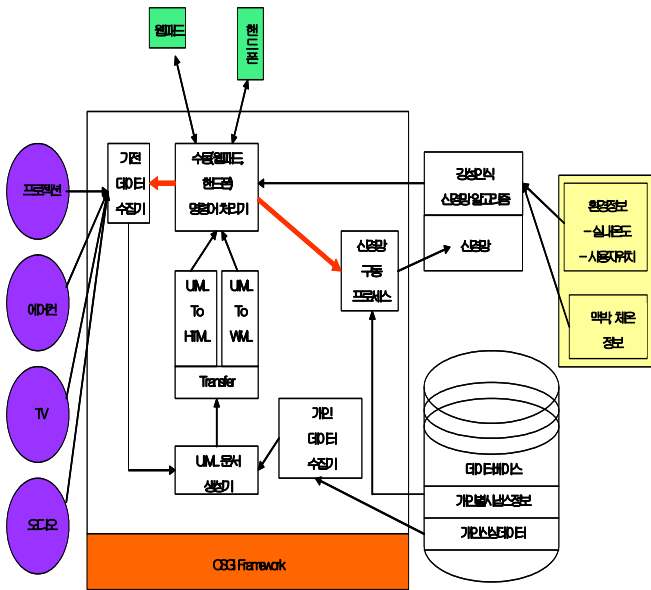 웹패드
핸드폰
가전
데이터
수집기
수용(웹패드,
핸드폰)
명령어 처리기
프로젝션
에어컨
TV
오디오
감성인식
신경망 알고리즘
신경망
환경정보
- 실내온도
- 사용자위치
맥박, 체온
정보
신경망
구동
프로세스
UML
To
HTML
UML
To
WML
Transfer
개인
데이터
수집기
UML 문서
생성기
데이터베이스
개인별시냅스정보
개인신상데이터
OSGI Framework